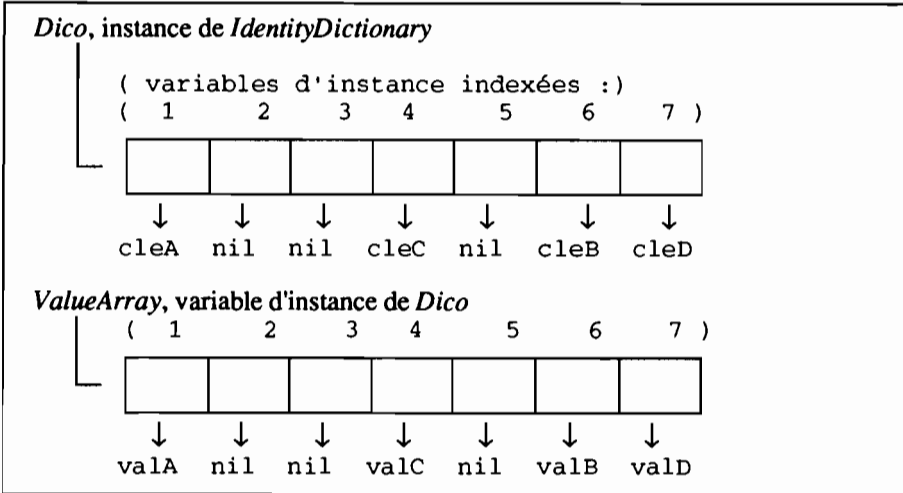 Dico, instance de IdentityDictionary
( variables d'instance indexées :)
( 1 2 3 4 5 6 7 )
↓ ↓ ↓ ↓ ↓ ↓ ↓
cleA nil nil cleC nil cleB cleD
ValueArray, variable d'instance de Dico
( 1 2 3 4 5 6 7 )
↓ ↓ ↓ ↓ ↓ ↓ ↓
valA nil nil valC nil valB valD